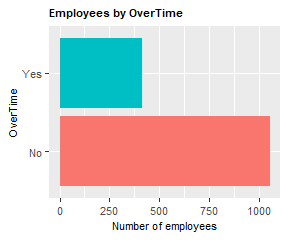 Employees by OverTime
Yes
No
OverTime
0
250
500
750
1000
Number of employees